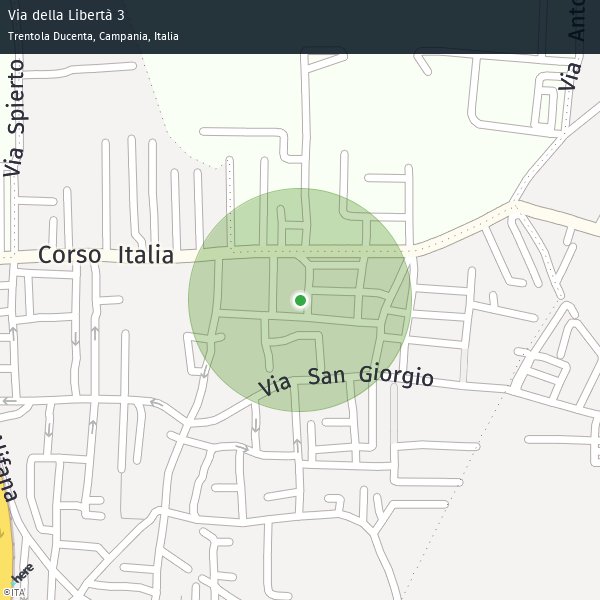 Via della Libertà 3
Trentola Ducenta, Campania, Italia
Via Spierto
Via Anto
Corso Italia
Via San Giorgio
here
©ITA